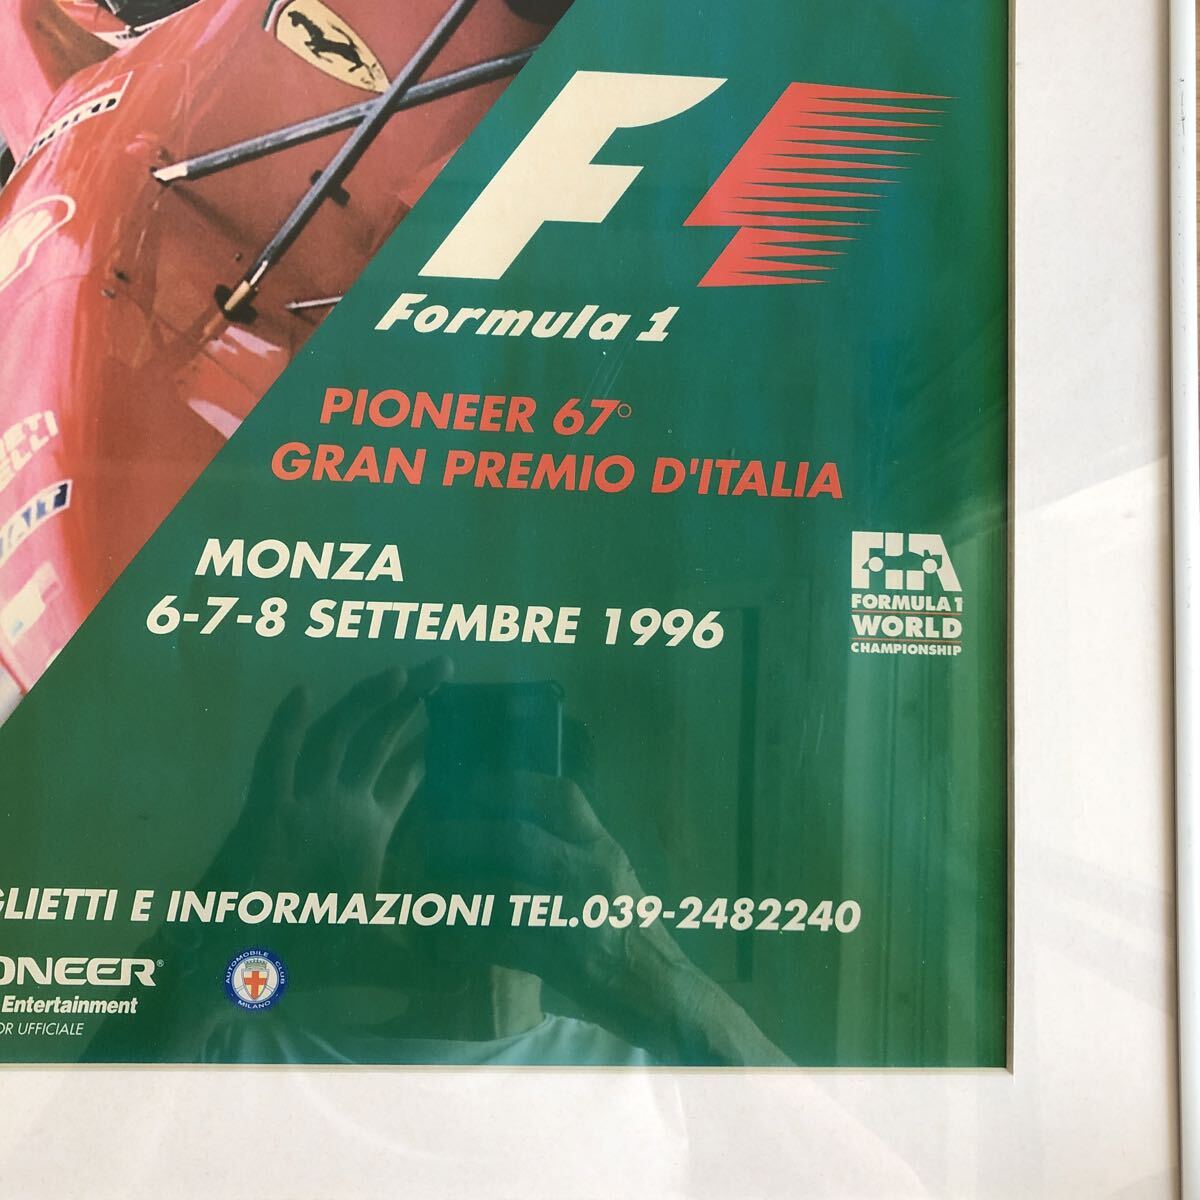 F1
Formula 1
PIONEER 67°
GRAN PREMIO D'ITALIA
MONZA
6-7-8 SETTEMBRE 1996
FIA
FORMULA 1
WORLD
CHAMPIONSHIP
GLIETTI E INFORMAZIONI TEL.039-2482240
ONEER®
Entertainment
OR UFFICIALE
AUTOMOBILE CLUB
MILANO